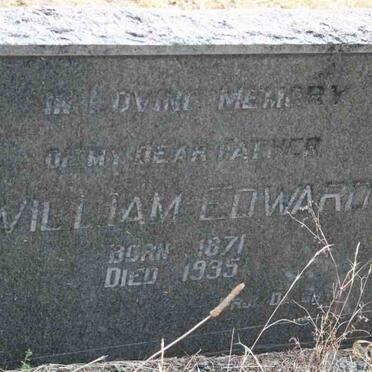 IN LOVING MEMORY
OF MY DEAR FATHER
WILLIAM EDWARD
BORN 1871
DIED 1935